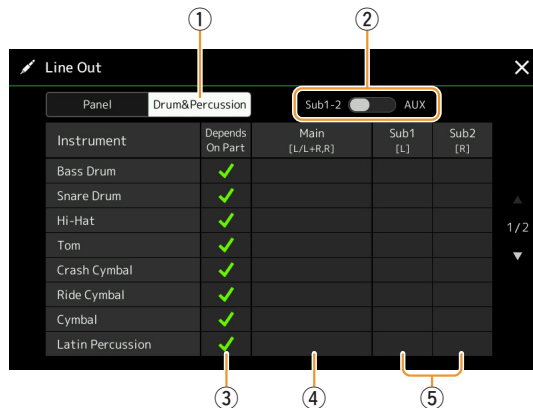 ① ②
Line Out ×
Panel Drum&Percussion Sub1-2 AUX
Instrument Depends On Part Main [L/L+R,R] Sub1 [L] Sub2 [R]
Bass Drum ✓
Snare Drum ✓
Hi-Hat ✓
Tom ✓
Crash Cymbal ✓
Ride Cymbal ✓
Cymbal ✓
Latin Percussion ✓
1/2
③ ④ ⑤